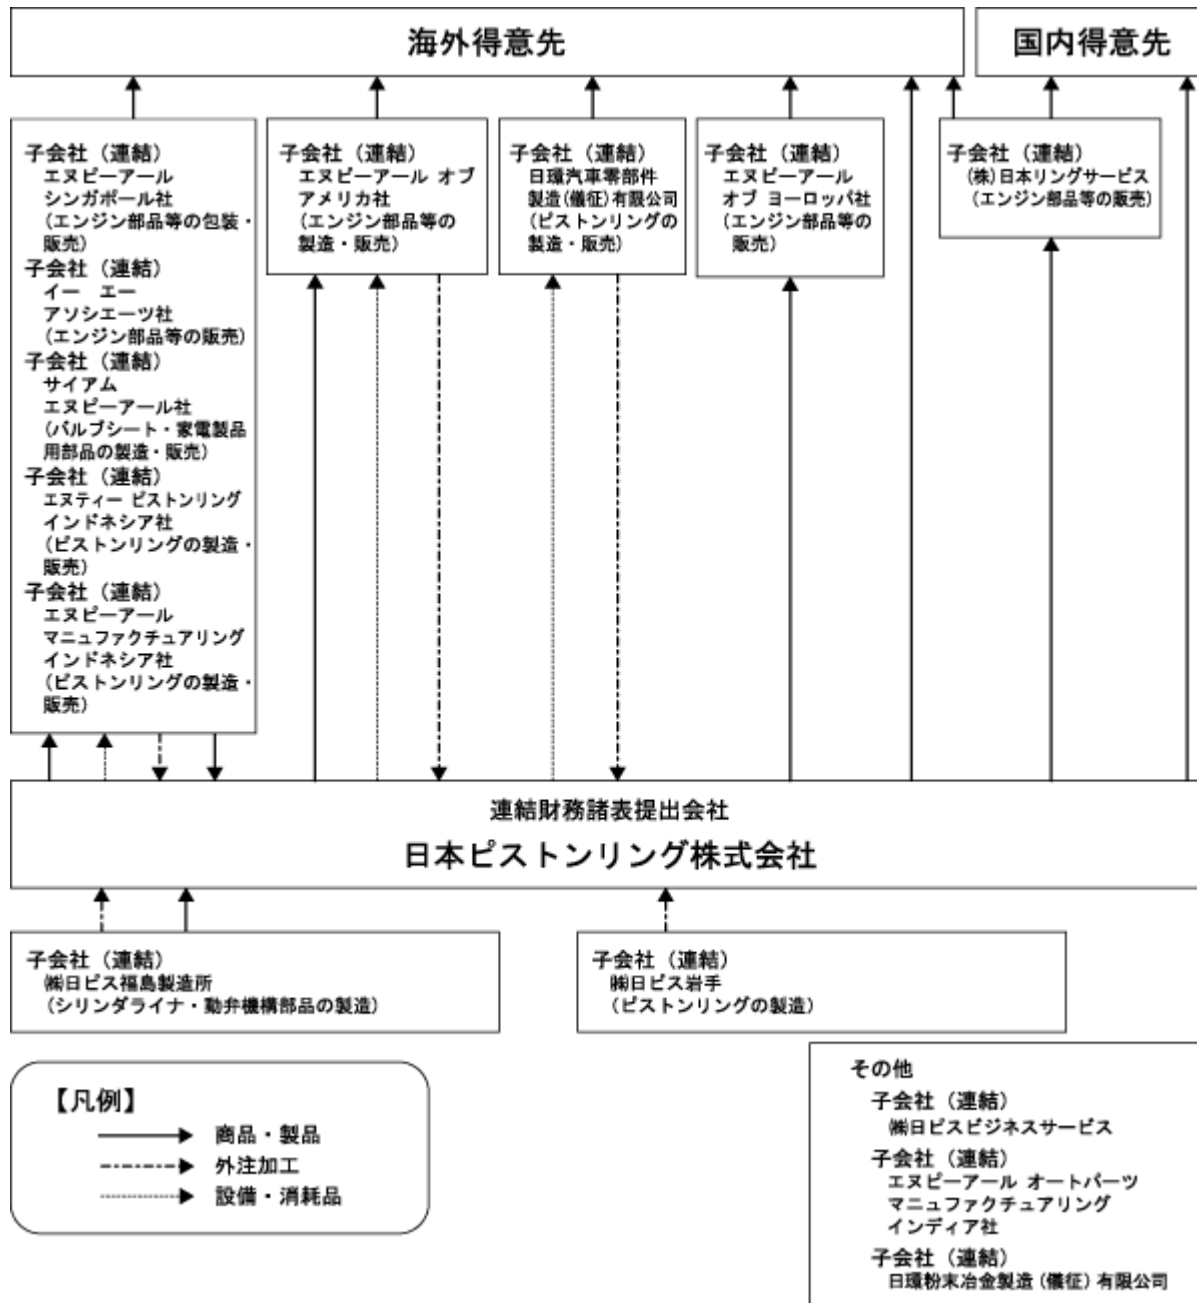 海外得意先
国内得意先
子会社（連結）
エヌピーアール
シンガポール社
(エンジン部品等の包装・
販売)
子会社（連結）
イー エー
アソシエーツ社
(エンジン部品等の販売)
子会社（連結）
サイアム
エヌピーアール社
(バルブシート・家電製品
用部品の製造・販売)
子会社（連結）
エヌティー ピストンリング
インドネシア社
(ピストンリングの製造・
販売)
子会社（連結）
エヌピーアール
マニュファクチュアリング
インドネシア社
(ピストンリングの製造・
販売)
子会社（連結）
エヌピーアール オブ
アメリカ社
(エンジン部品等の
製造・販売)
子会社（連結）
日環汽車零部件
製造(儀征)有限公司
(ピストンリングの
製造・販売)
子会社（連結）
エヌピーアール
オブ ヨーロッパ社
(エンジン部品等の
販売)
子会社（連結）
(株)日本リングサービス
(エンジン部品等の販売)
連結財務諸表提出会社
日本ピストンリング株式会社
子会社（連結）
㈱日ピス福島製造所
(シリンダライナ・動弁機構部品の製造)
子会社（連結）
㈱日ピス岩手
(ピストンリングの製造)
【凡例】
商品・製品
外注加工
設備・消耗品
その他
子会社（連結）
㈱日ピスビジネスサービス
子会社（連結）
エヌピーアール オートパーツ
マニュファクチュアリング
インディア社
子会社（連結）
日環粉末冶金製造(儀征)有限公司